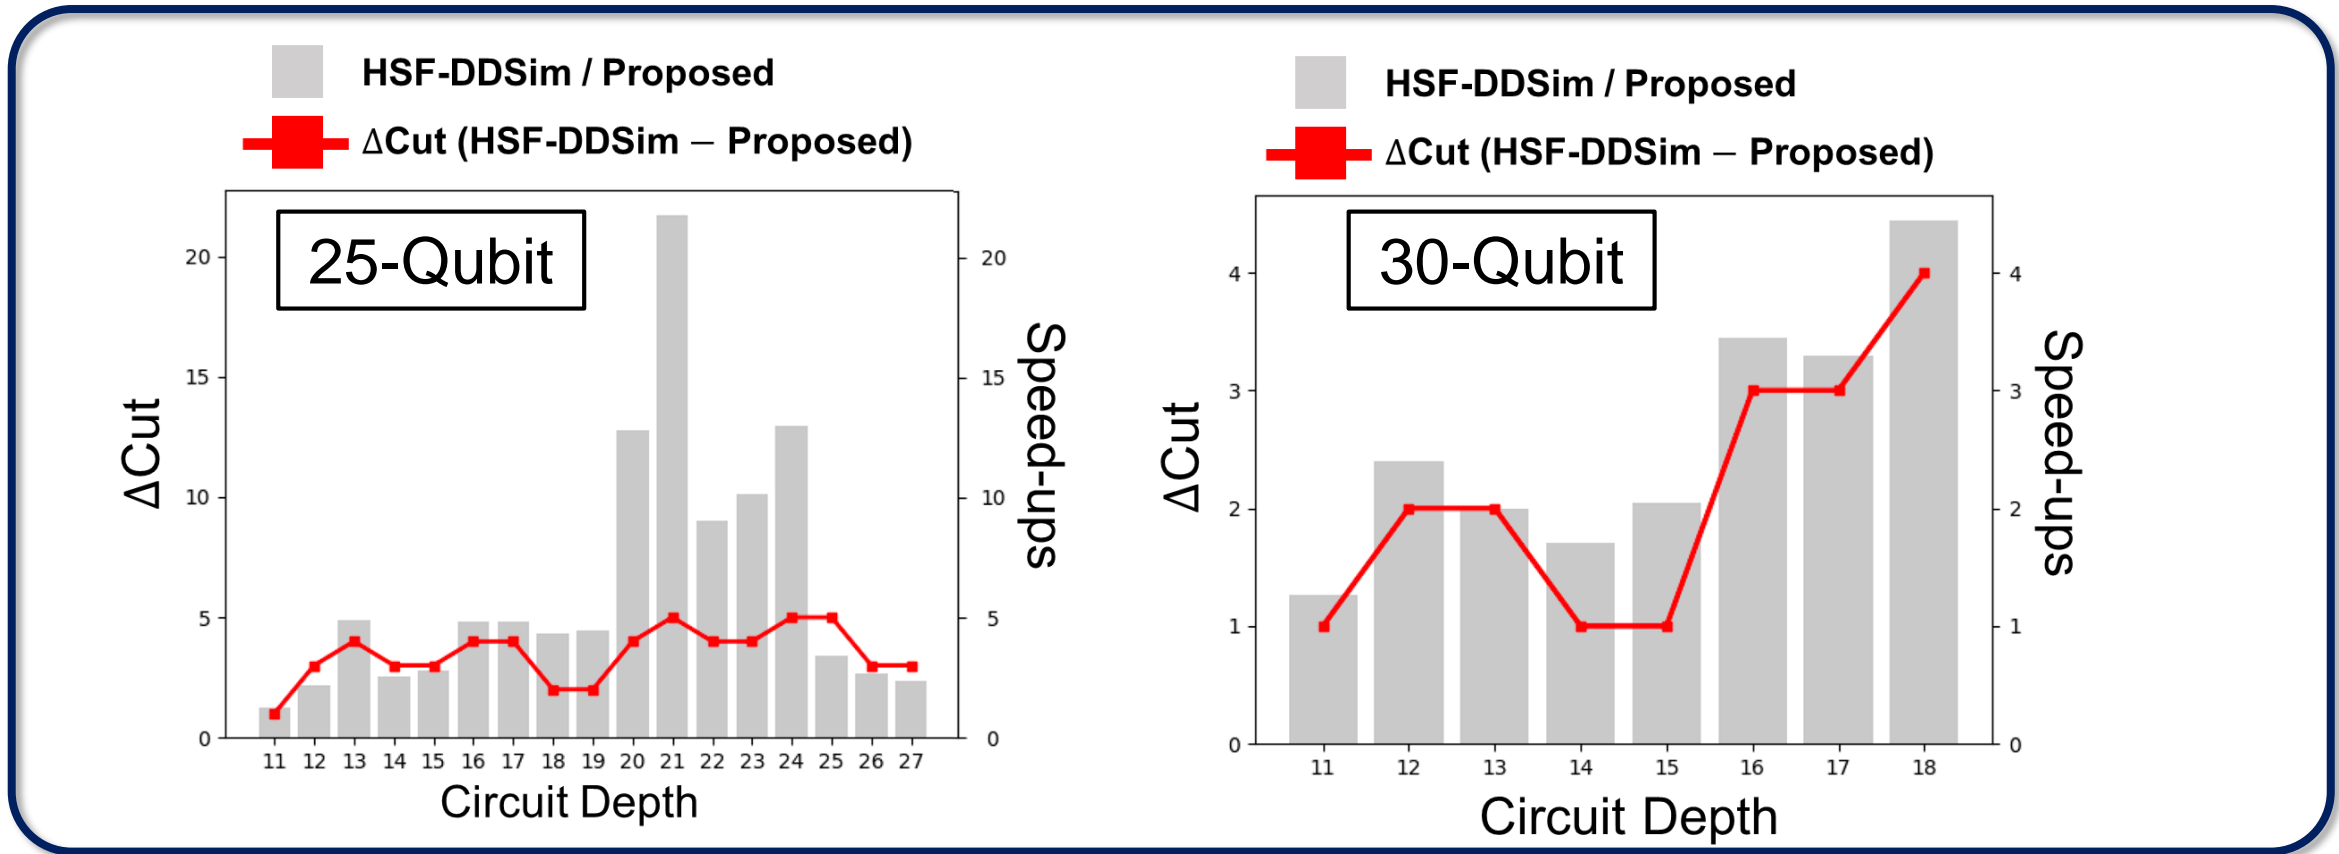 HSF-DDSim / Proposed
ΔCut (HSF-DDSim − Proposed)
25-Qubit
20
15
10
5
0
20
15
10
5
0
ΔCut
Speed-ups
11 12 13 14 15 16 17 18 19 20 21 22 23 24 25 26 27
Circuit Depth
HSF-DDSim / Proposed
ΔCut (HSF-DDSim − Proposed)
30-Qubit
4
3
2
1
0
4
3
2
1
0
ΔCut
Speed-ups
11 12 13 14 15 16 17 18
Circuit Depth